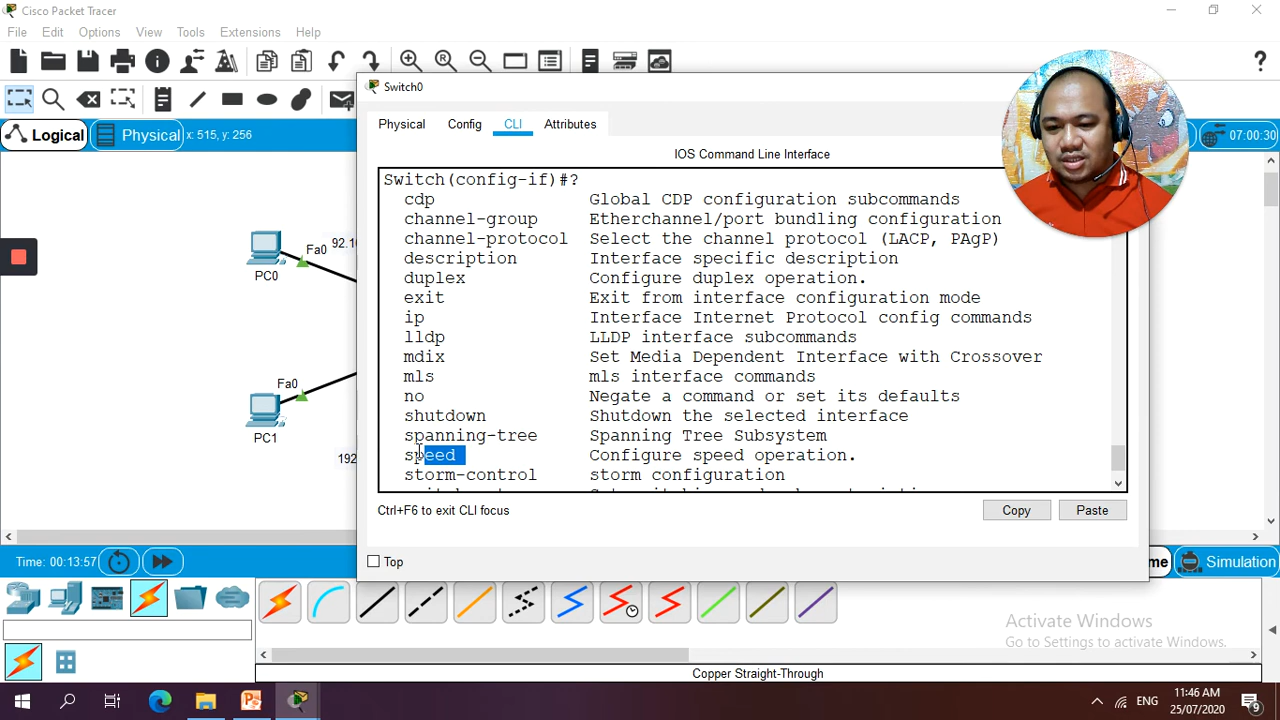 Cisco Packet Tracer
File Edit Options View Tools Extensions Help
Switch0
Logical
Physical
x: 515, y: 256
07:00:30
Physical Config CLI Attributes
IOS Command Line Interface
Switch(config-if)#?
cdp Global CDP configuration subcommands
channel-group Etherchannel/port bundling configuration
channel-protocol Select the channel protocol (LACP, PAgP)
description Interface specific description
duplex Configure duplex operation.
exit Exit from interface configuration mode
ip Interface Internet Protocol config commands
lldp LLDP interface subcommands
mdix Set Media Dependent Interface with Crossover
mls mls interface commands
no Negate a command or set its defaults
shutdown Shutdown the selected interface
spanning-tree Spanning Tree Subsystem
speed Configure speed operation.
storm-control storm configuration
Fa0
92.16
PC0
Fa0
PC1
192
Ctrl+F6 to exit CLI focus
Copy
Paste
Top
Time: 00:13:57
me
Simulation
Activate Windows
Go to Settings to activate Windows.
Copper Straight-Through
ENG
11:46 AM
25/07/2020
9